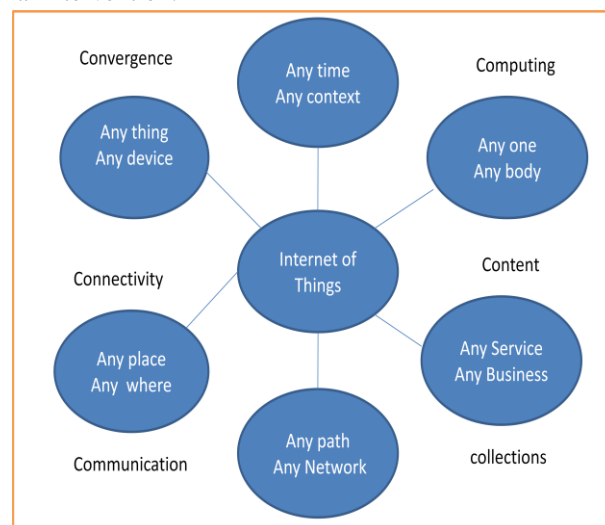 Convergence
Any time
Any context
Computing
Any thing
Any device
Any one
Any body
Internet of
Things
Connectivity
Content
Any place
Any where
Any Service
Any Business
Any path
Any Network
Communication
collections